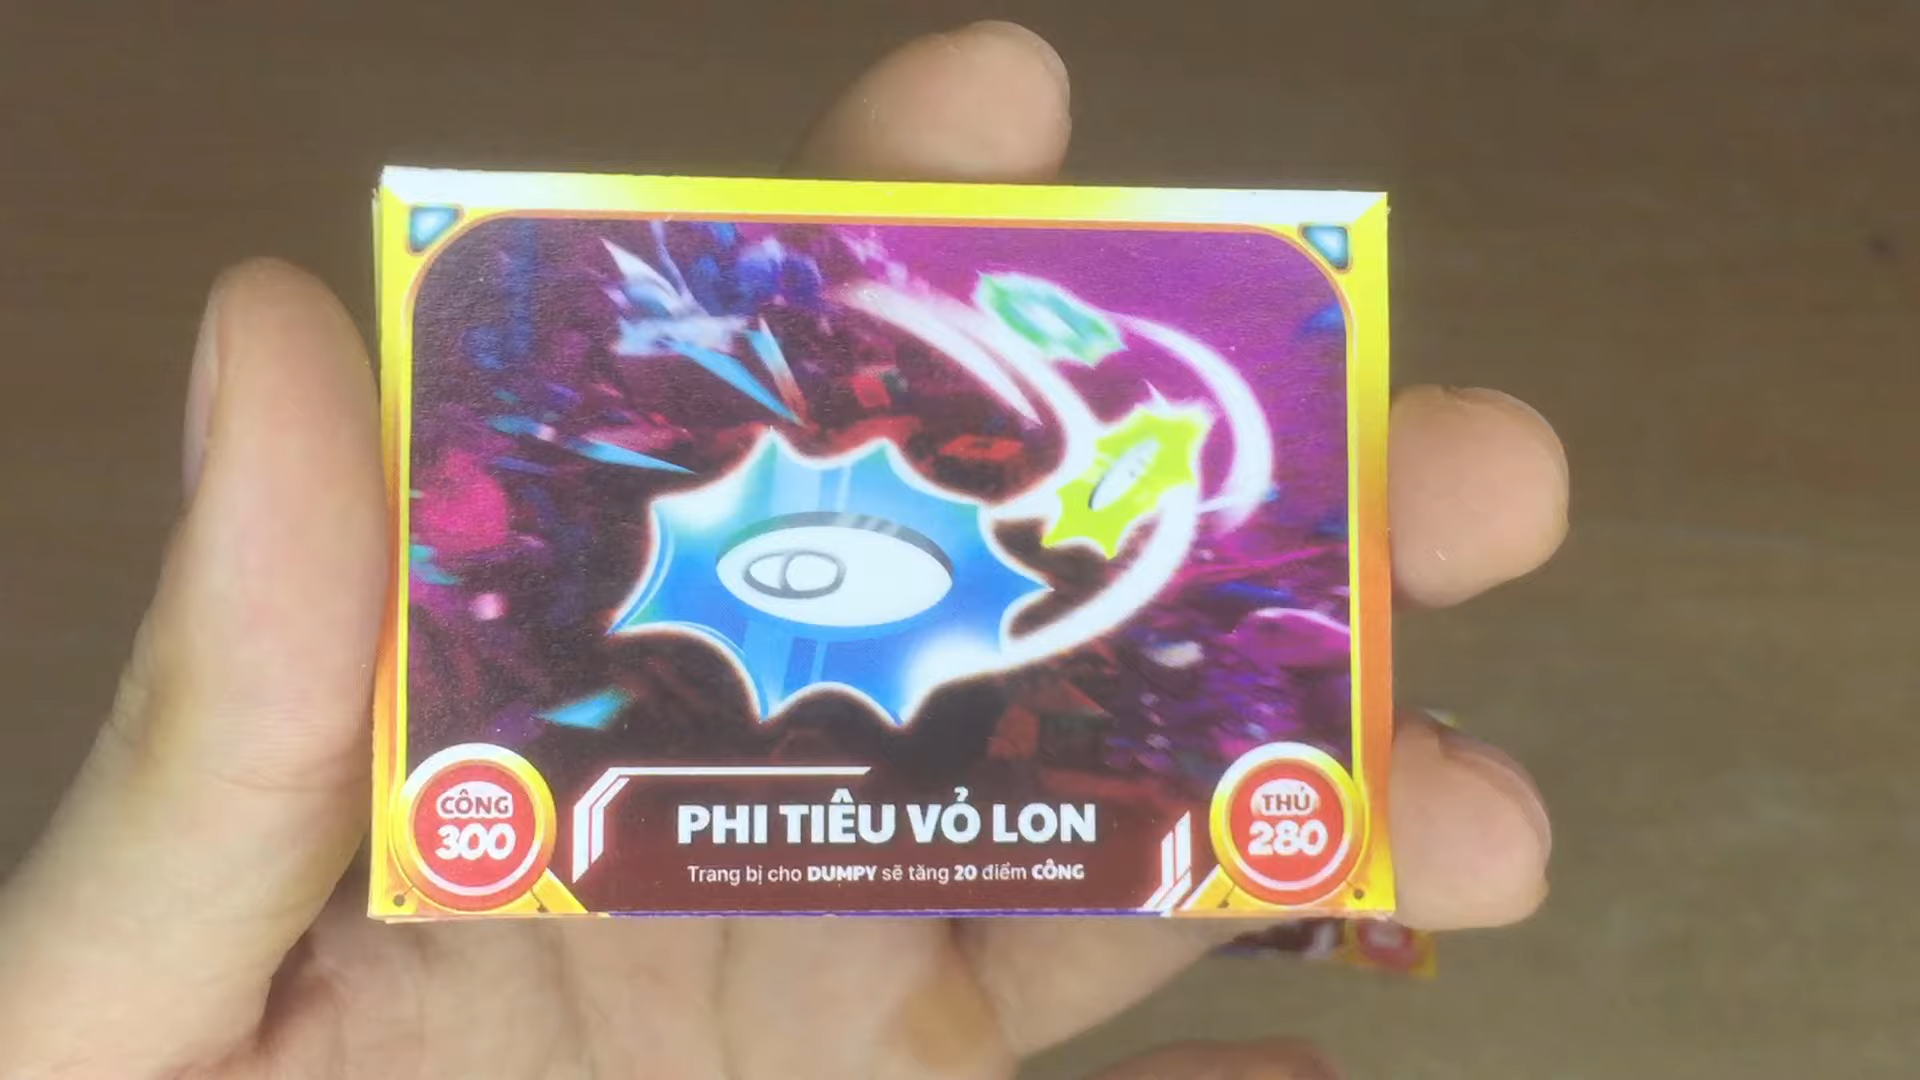 CÔNG
300
PHI TIÊU VỎ LON
Trang bị cho DUMPY sẽ tăng 20 điểm CÔNG
THỦ
280